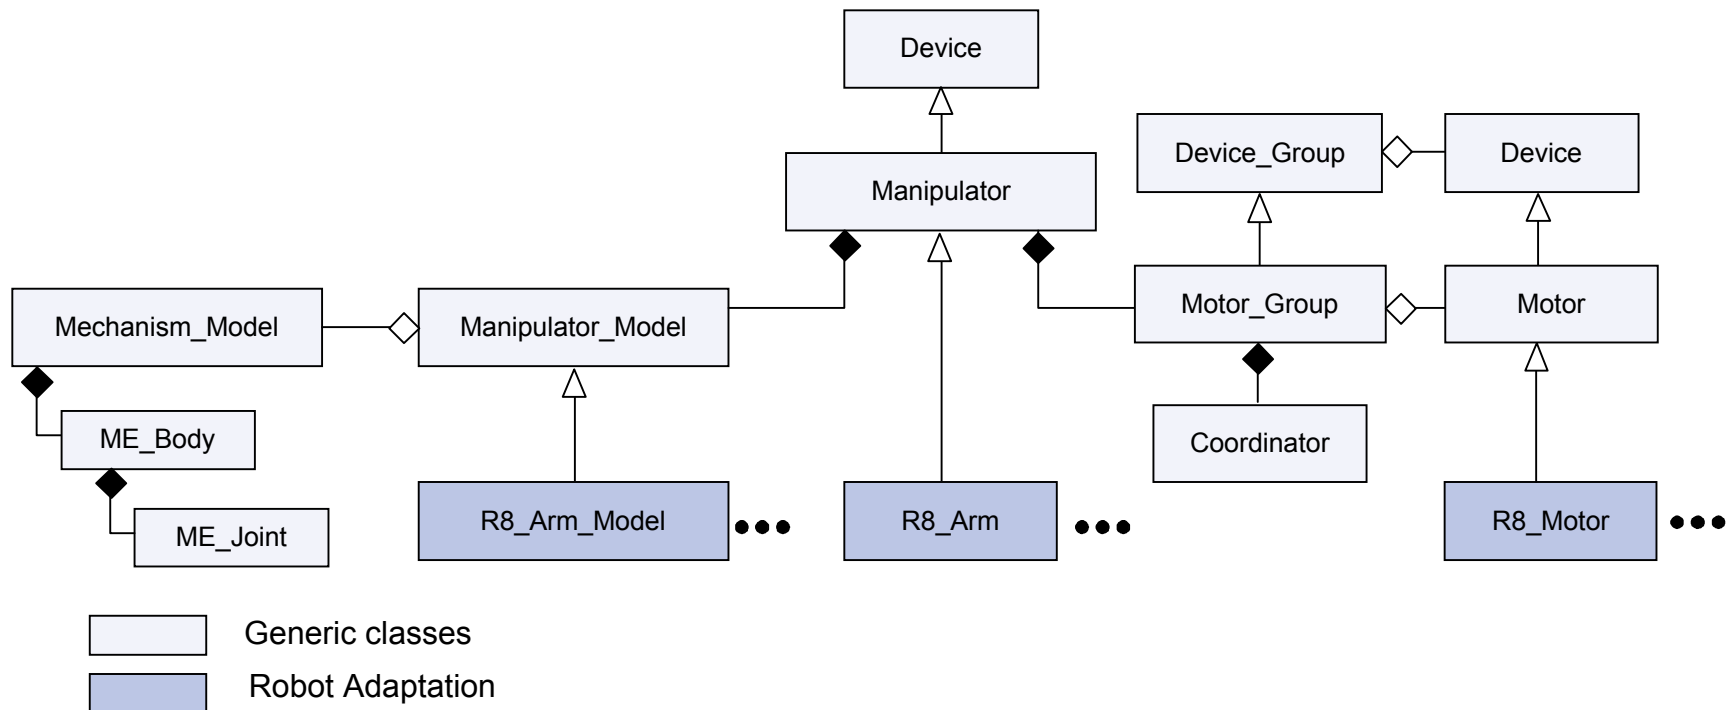 Device
Device_Group
Device
Manipulator
Mechanism_Model
Manipulator_Model
Motor_Group
Motor
ME_Body
Coordinator
ME_Joint
R8_Arm_Model
R8_Arm
R8_Motor
Generic classes
Robot Adaptation